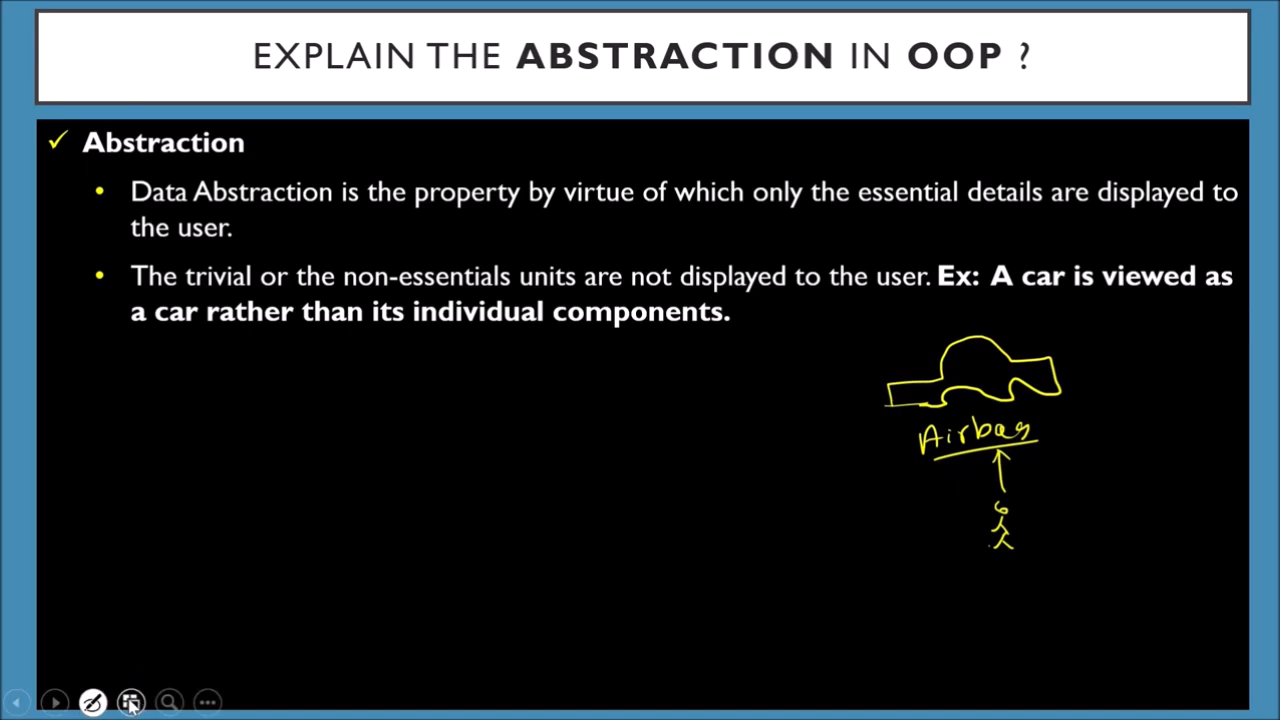 EXPLAIN THE ABSTRACTION IN OOP ?
✓ Abstraction
• Data Abstraction is the property by virtue of which only the essential details are displayed to
the user.
• The trivial or the non-essentials units are not displayed to the user. Ex: A car is viewed as
a car rather than its individual components.
Airbag